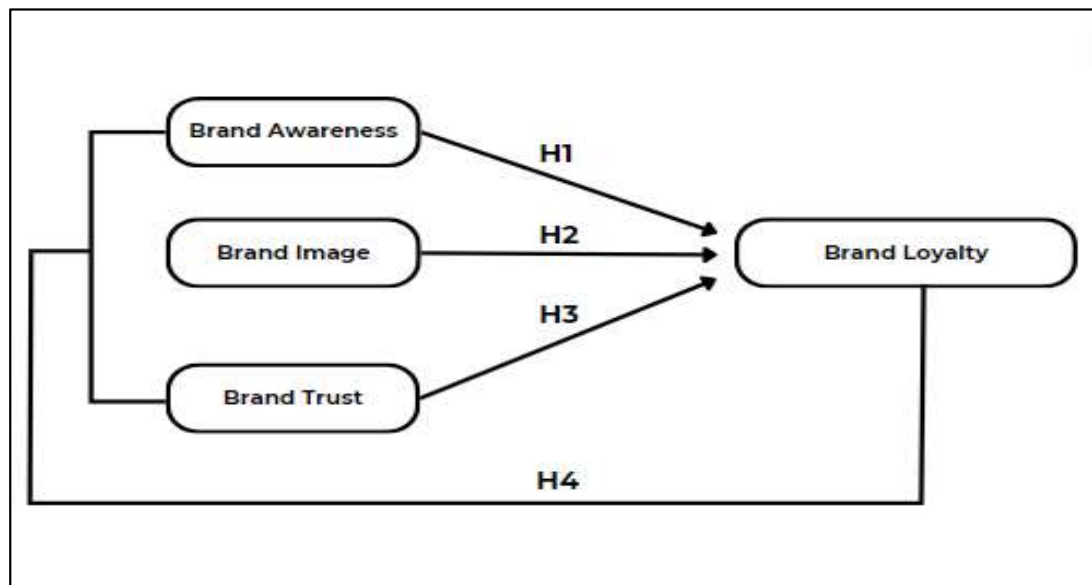 Brand Awareness
H1
Brand Image
H2
Brand Loyalty
H3
Brand Trust
H4